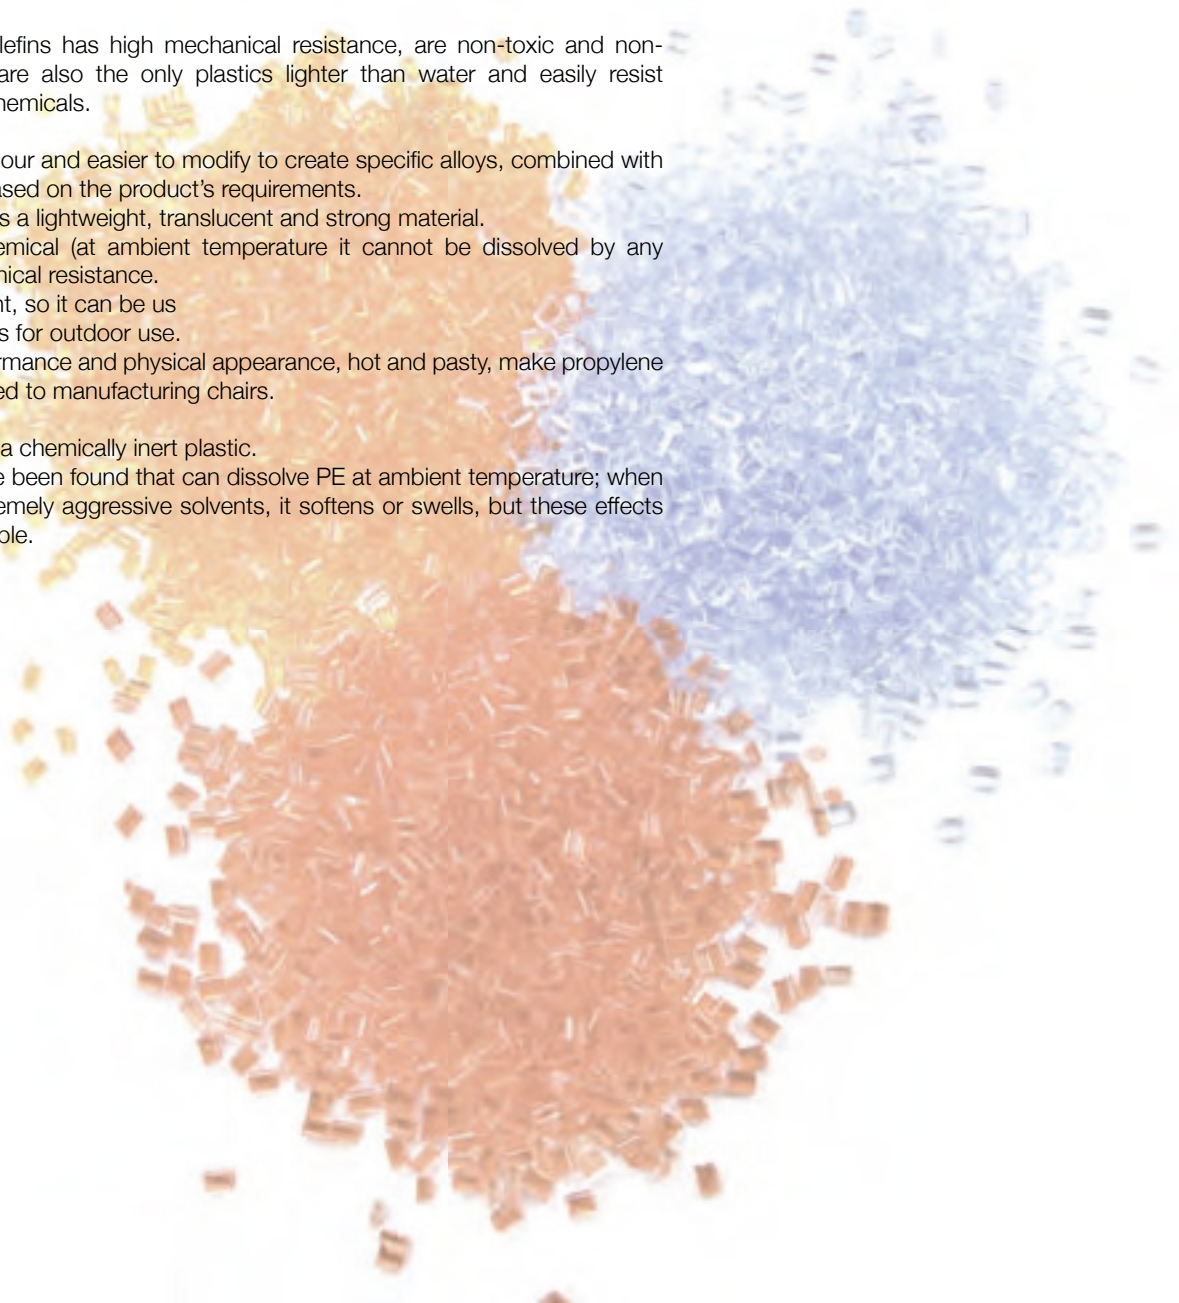 lefins has high mechanical resistance, are non-toxic and non-
are also the only plastics lighter than water and easily resist
hemicals.
our and easier to modify to create specific alloys, combined with
ased on the product's requirements.
s a lightweight, translucent and strong material.
emical (at ambient temperature it cannot be dissolved by any
nical resistance.
nt, so it can be us
s for outdoor use.
rmance and physical appearance, hot and pasty, make propylene
ed to manufacturing chairs.
a chemically inert plastic.
e been found that can dissolve PE at ambient temperature; when
emely aggressive solvents, it softens or swells, but these effects
ble.